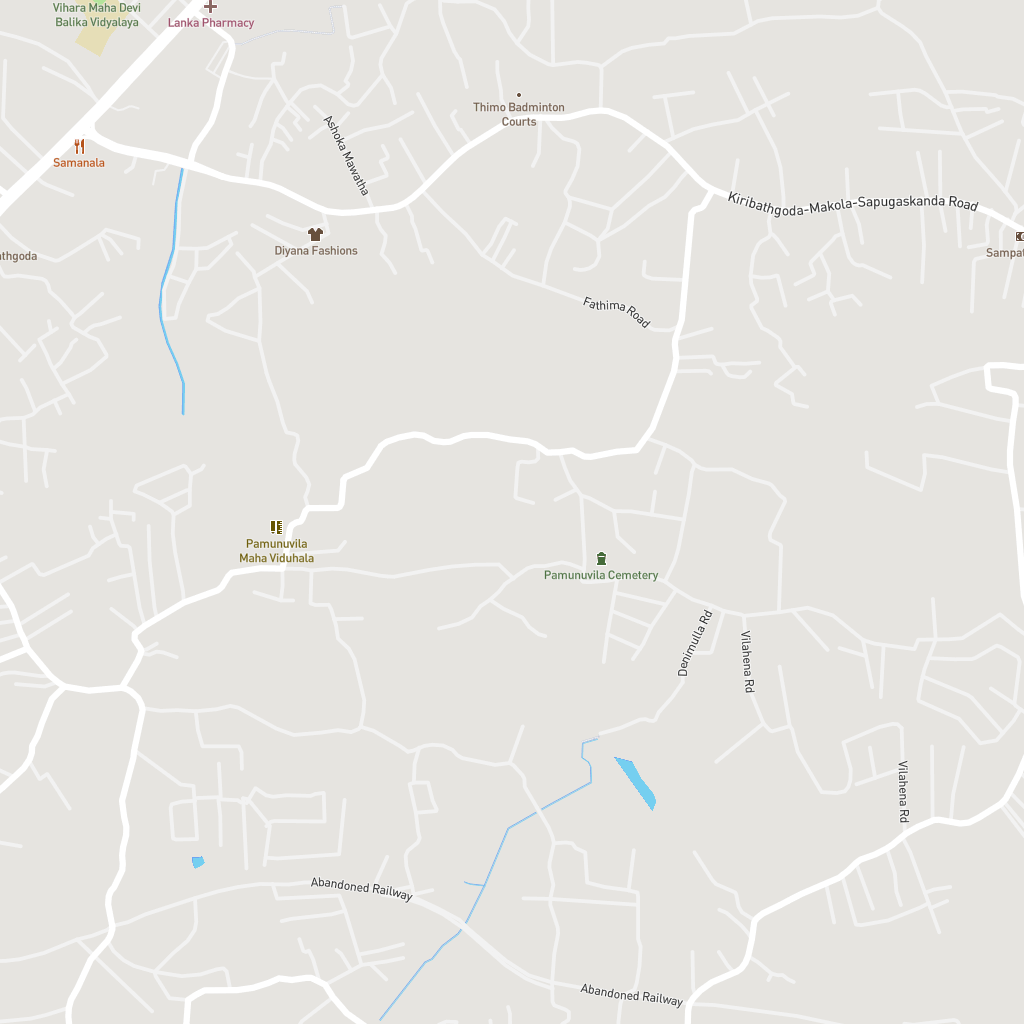 Vihara Maha Devi
Balika Vidyalaya
Lanka Pharmacy
Thimo Badminton
Courts
Ashoka Mawatha
Samanala
Kiribathgoda-Makola-Sapugaskanda Road
Diyana Fashions
Fathima Road
Pamunuvila
Maha Viduhala
Pamunuvila Cemetery
Denimulla Rd
Vilahena Rd
Vilahena Rd
Abandoned Railway
Abandoned Railway